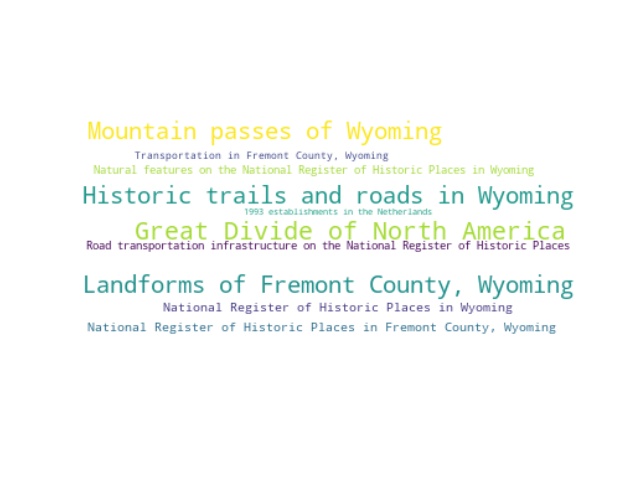 Mountain passes of Wyoming
Transportation in Fremont County, Wyoming
Natural features on the National Register of Historic Places in Wyoming
Historic trails and roads in Wyoming
1993 establishments in the Netherlands
Great Divide of North America
Road transportation infrastructure on the National Register of Historic Places
Landforms of Fremont County, Wyoming
National Register of Historic Places in Wyoming
National Register of Historic Places in Fremont County, Wyoming